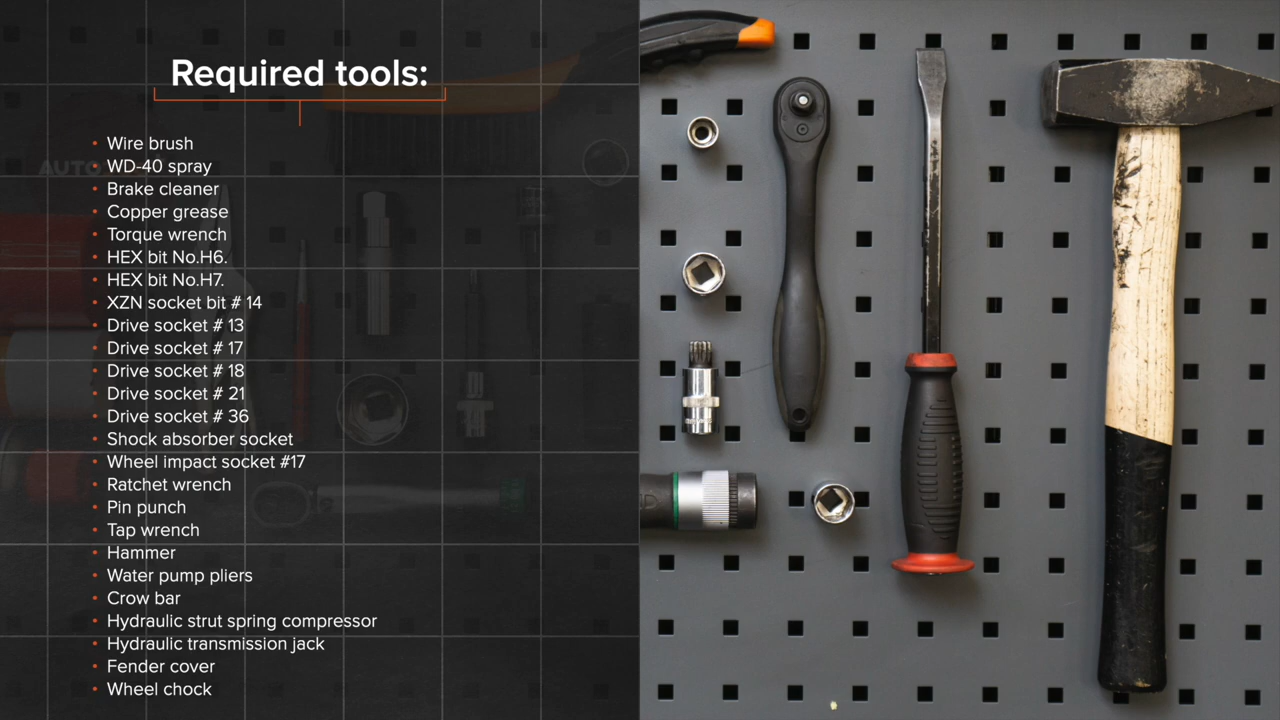 Required tools:
• Wire brush
• WD-40 spray
• Brake cleaner
• Copper grease
• Torque wrench
• HEX bit No.H6.
• HEX bit No.H7.
• XZN socket bit # 14
• Drive socket # 13
• Drive socket # 17
• Drive socket # 18
• Drive socket # 21
• Drive socket # 36
• Shock absorber socket
• Wheel impact socket #17
• Ratchet wrench
• Pin punch
• Tap wrench
• Hammer
• Water pump pliers
• Crow bar
• Hydraulic strut spring compressor
• Hydraulic transmission jack
• Fender cover
• Wheel chock